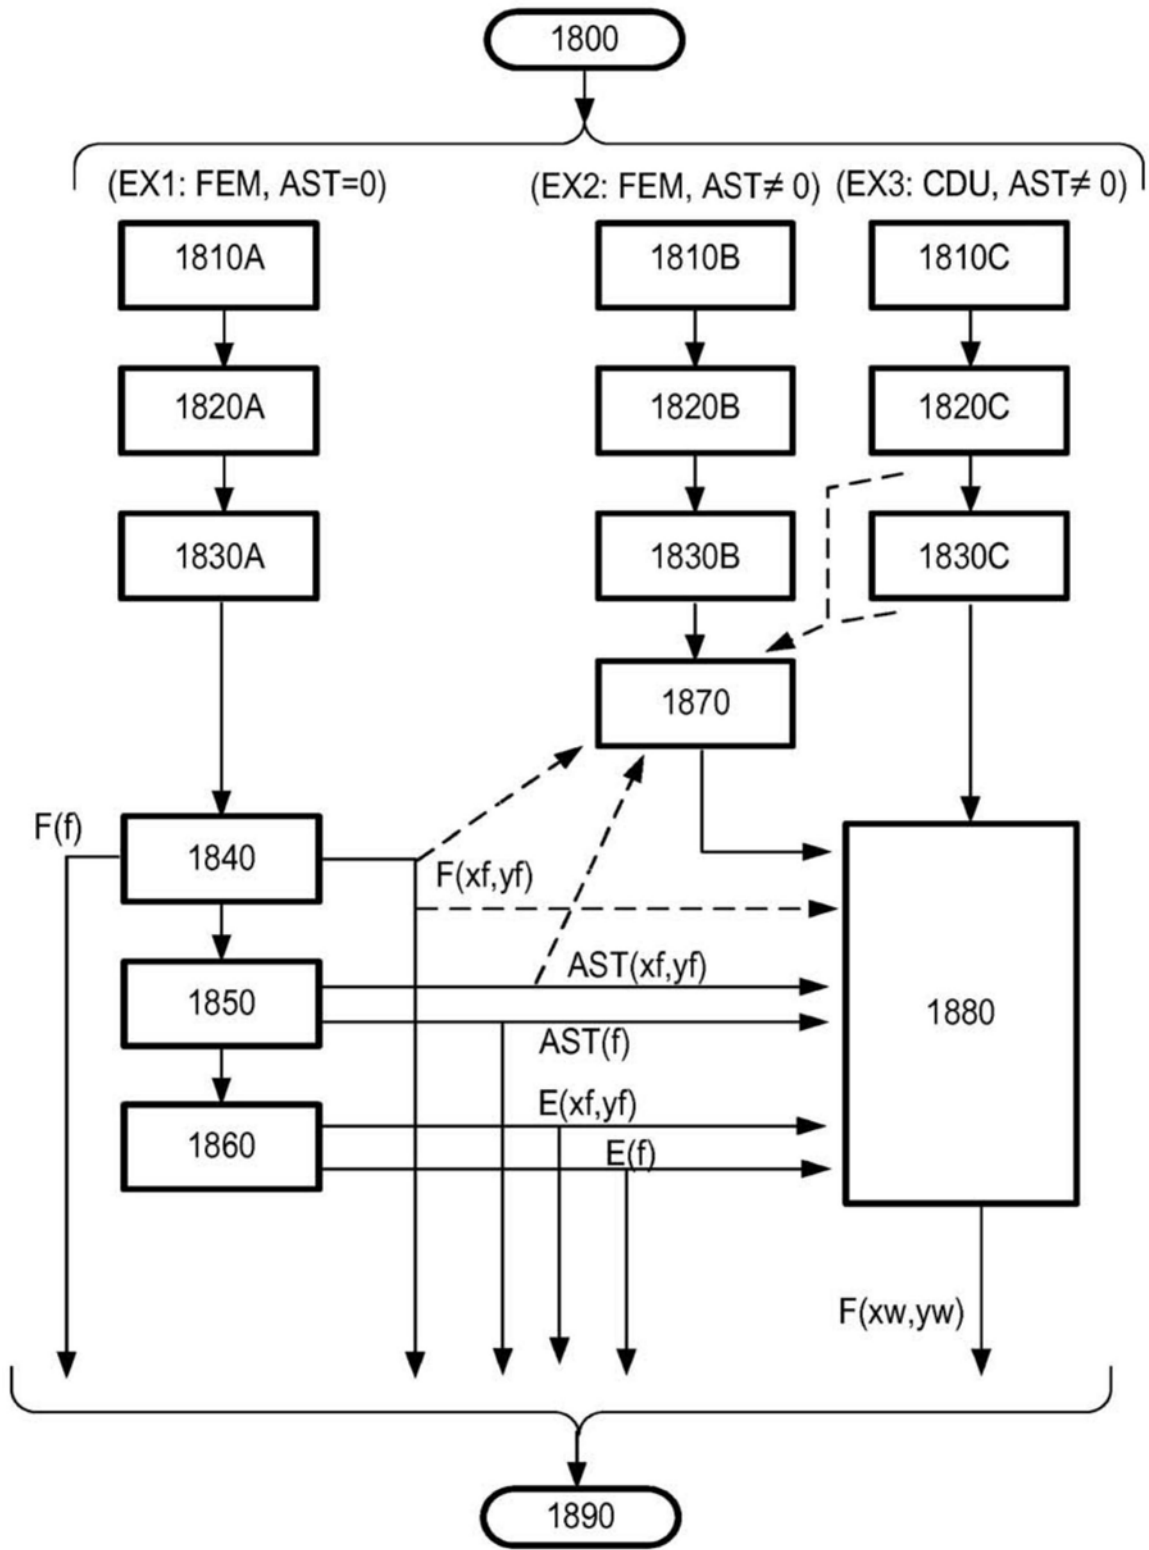 1800
(EX1: FEM, AST=0)
(EX2: FEM, AST≠ 0)
(EX3: CDU, AST≠ 0)
1810A
1810B
1810C
1820A
1820B
1820C
1830A
1830B
1830C
1870
F(f)
1840
F(xf,yf)
AST(xf,yf)
1850
1880
AST(f)
E(xf,yf)
1860
E(f)
F(xw,yw)
1890